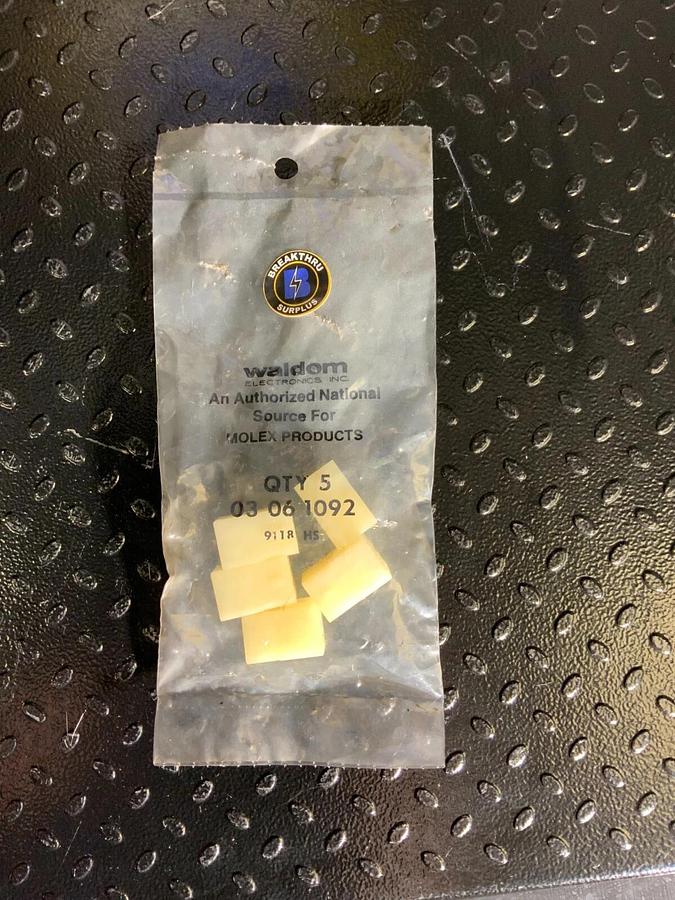 BREAKTHRU
B
SURPLUS
waldom
ELECTRONICS INC.
An Authorized National
Source For
MOLEX PRODUCTS
QTY 5
03 06 1092
9118 HS